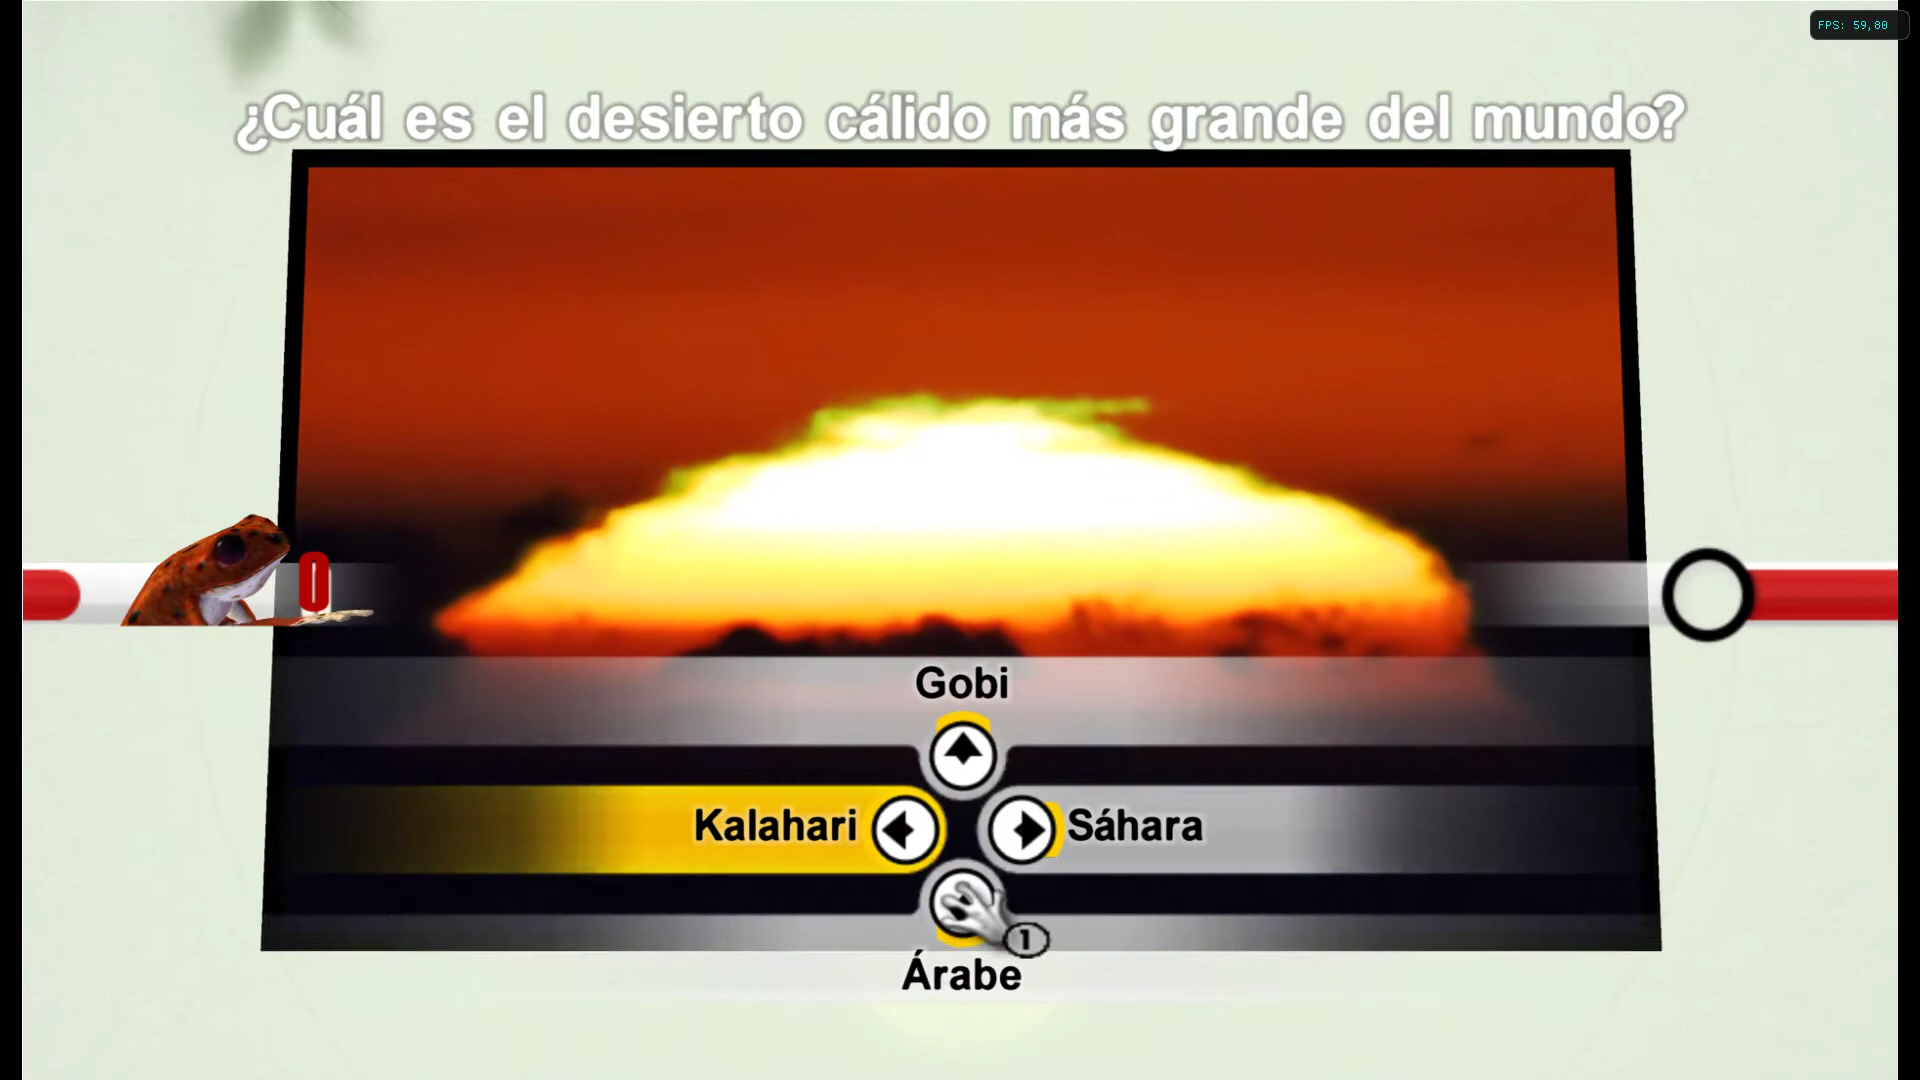 FPS: 59,80
¿Cuál es el desierto cálido más grande del mundo?
0
Gobi
Kalahari
Sáhara
1
Árabe